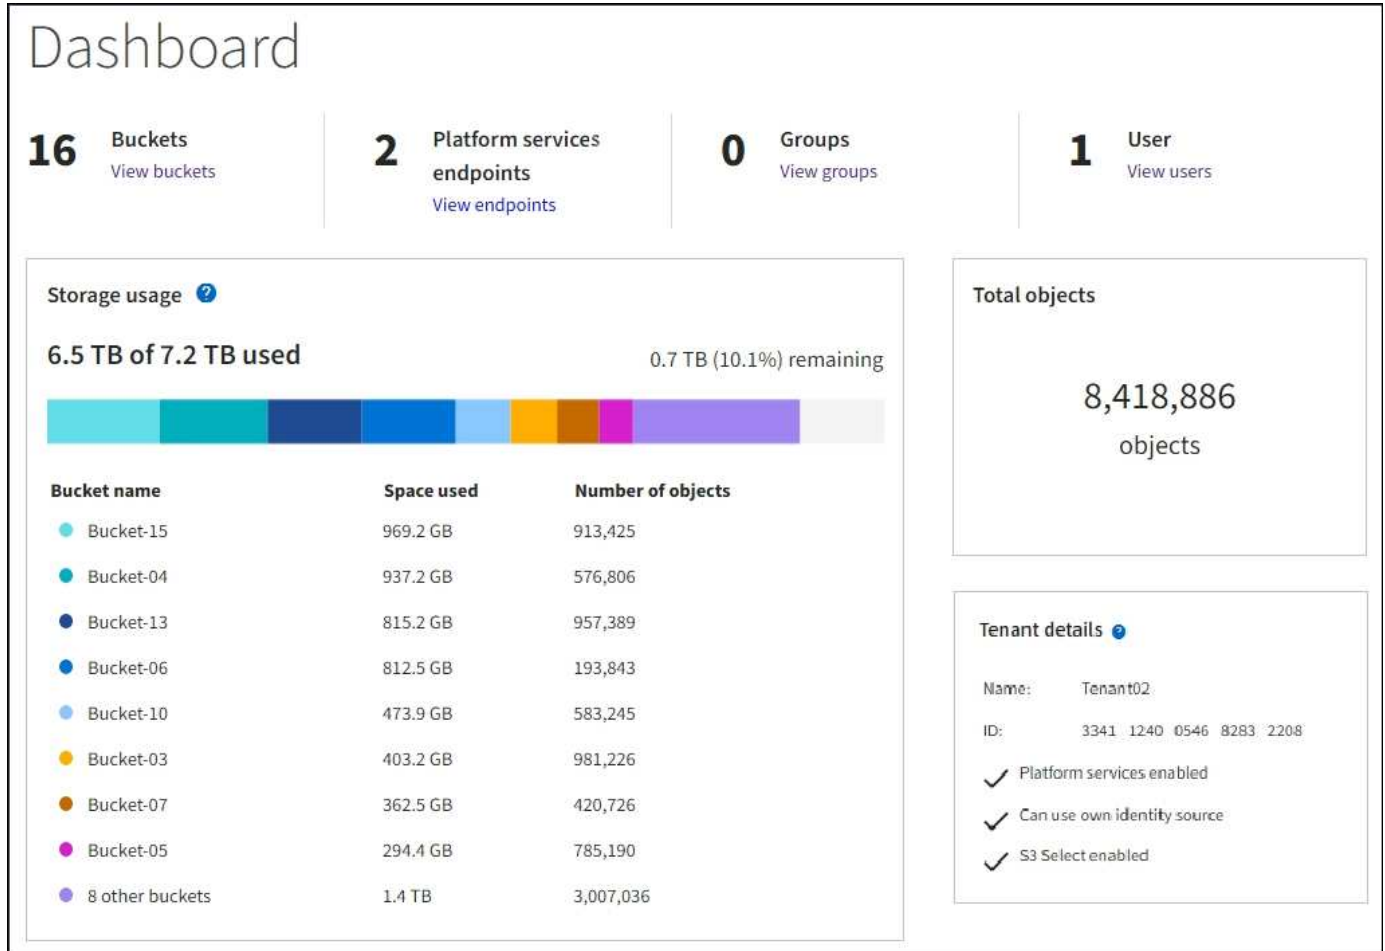 Dashboard
16 Buckets
View buckets
2 Platform services
endpoints
View endpoints
0 Groups
View groups
1 User
View users
Storage usage ?
6.5 TB of 7.2 TB used
0.7 TB (10.1%) remaining
Bucket name Space used Number of objects
Bucket-15 969.2 GB 913,425
Bucket-04 937.2 GB 576,806
Bucket-13 815.2 GB 957,389
Bucket-06 812.5 GB 193,843
Bucket-10 473.9 GB 583,245
Bucket-03 403.2 GB 981,226
Bucket-07 362.5 GB 420,726
Bucket-05 294.4 GB 785,190
8 other buckets 1.4 TB 3,007,036
Total objects
8,418,886
objects
Tenant details ?
Name: Tenant02
ID: 3341 1240 0546 8283 2208
Platform services enabled
Can use own identity source
S3 Select enabled